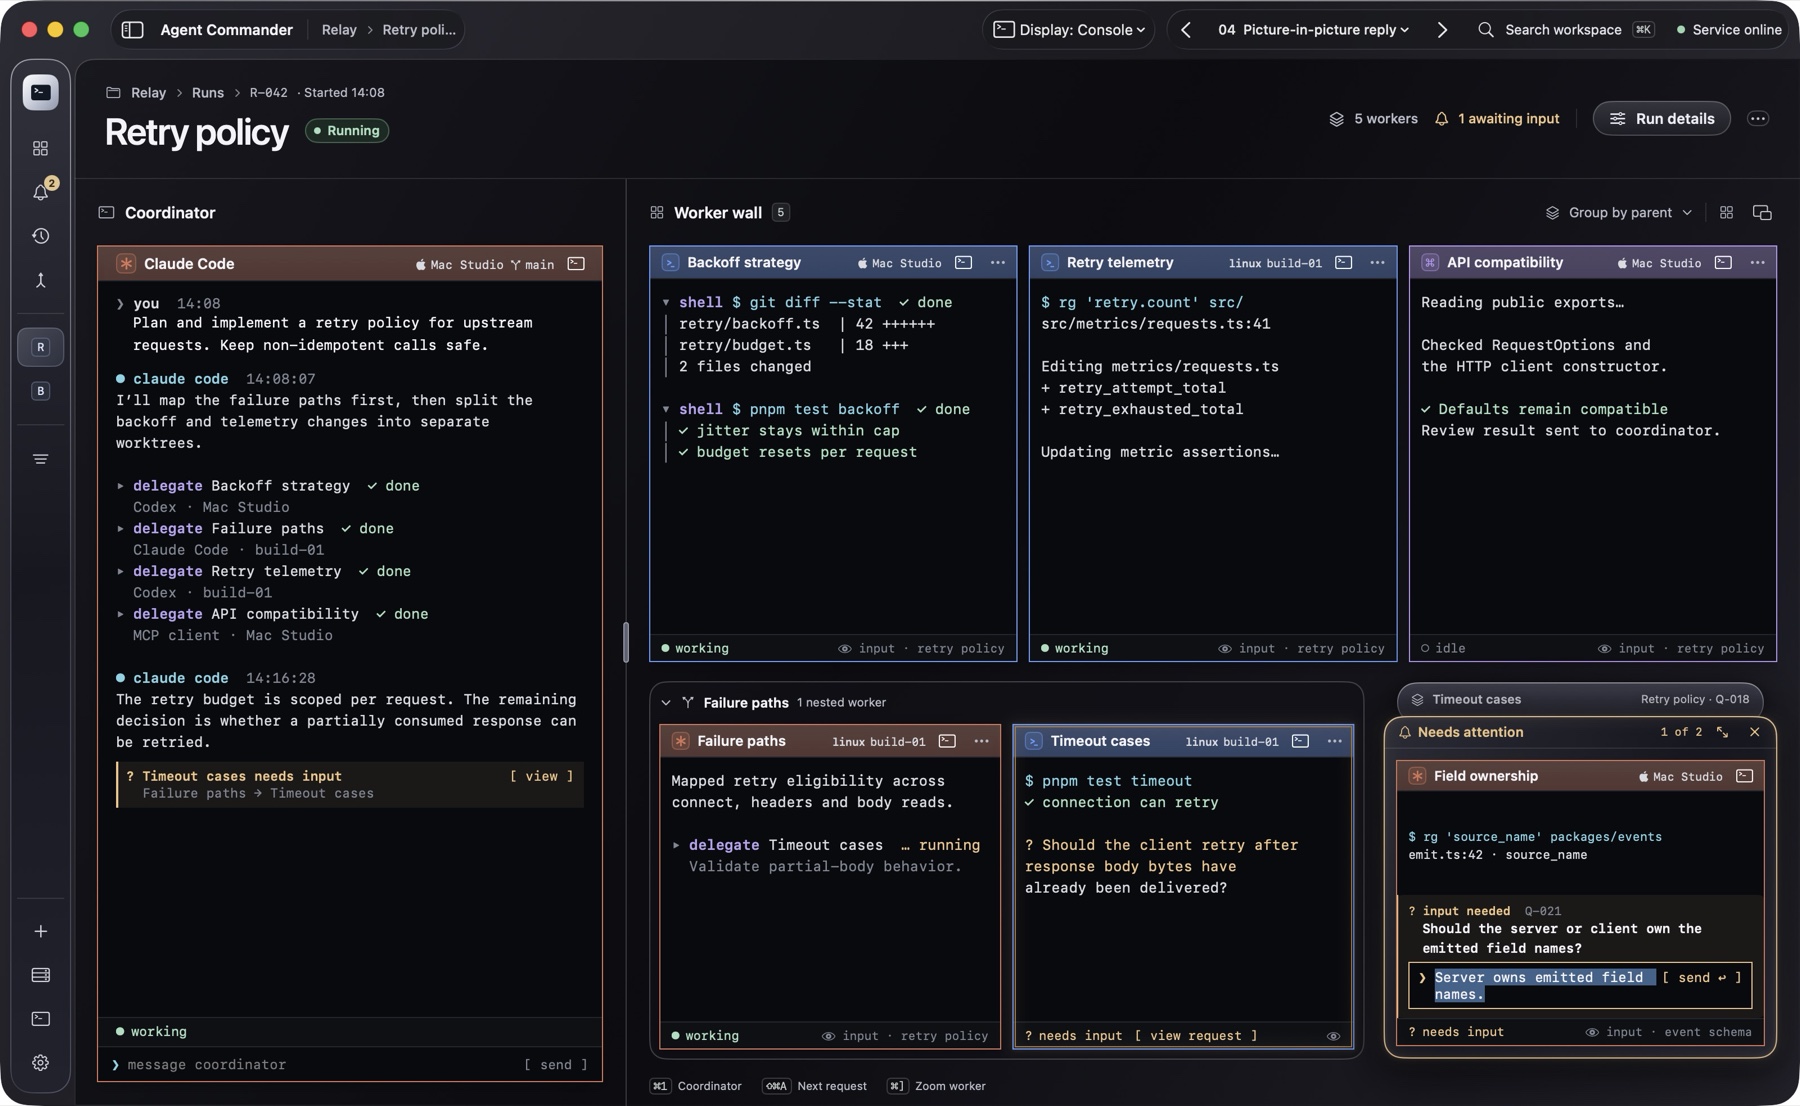 Agent Commander Relay > Retry poli...
Display: Console
04 Picture-in-picture reply
Search workspace ⌘K
Service online
Relay > Runs > R-042 · Started 14:08
Retry policy
Running
5 workers
1 awaiting input
Run details
2
R
B
Coordinator
Claude Code Mac Studio main
❯ you 14:08
Plan and implement a retry policy for upstream
requests. Keep non-idempotent calls safe.
● claude code 14:08:07
I'll map the failure paths first, then split the
backoff and telemetry changes into separate
worktrees.
▸ delegate Backoff strategy ✓ done
Codex · Mac Studio
▸ delegate Failure paths ✓ done
Claude Code · build-01
▸ delegate Retry telemetry ✓ done
Codex · build-01
▸ delegate API compatibility ✓ done
MCP client · Mac Studio
● claude code 14:16:28
The retry budget is scoped per request. The remaining
decision is whether a partially consumed response can
be retried.
? Timeout cases needs input [ view ]
Failure paths → Timeout cases
● working
❯ message coordinator [ send ]
Worker wall 5
Group by parent
Backoff strategy Mac Studio
▾ shell $ git diff --stat ✓ done
retry/backoff.ts | 42 ++++++
retry/budget.ts | 18 +++
2 files changed
▾ shell $ pnpm test backoff ✓ done
✓ jitter stays within cap
✓ budget resets per request
● working input · retry policy
Retry telemetry linux build-01
$ rg 'retry.count' src/
src/metrics/requests.ts:41
Editing metrics/requests.ts
+ retry_attempt_total
+ retry_exhausted_total
Updating metric assertions…
● working input · retry policy
API compatibility Mac Studio
Reading public exports…
Checked RequestOptions and
the HTTP client constructor.
✓ Defaults remain compatible
Review result sent to coordinator.
○ idle input · retry policy
Failure paths 1 nested worker
Failure paths linux build-01
Mapped retry eligibility across
connect, headers and body reads.
▸ delegate Timeout cases … running
Validate partial-body behavior.
● working input · retry policy
Timeout cases linux build-01
$ pnpm test timeout
✓ connection can retry
? Should the client retry after
response body bytes have
already been delivered?
? needs input [ view request ]
Timeout cases Retry policy · Q-018
Needs attention 1 of 2
Field ownership Mac Studio
$ rg 'source_name' packages/events
emit.ts:42 · source_name
? input needed Q-021
Should the server or client own the
emitted field names?
❯ Server owns emitted field [ send ↩ ]
names.
? needs input input · event schema
⌘1 Coordinator ⇧⌘A Next request ⌘] Zoom worker